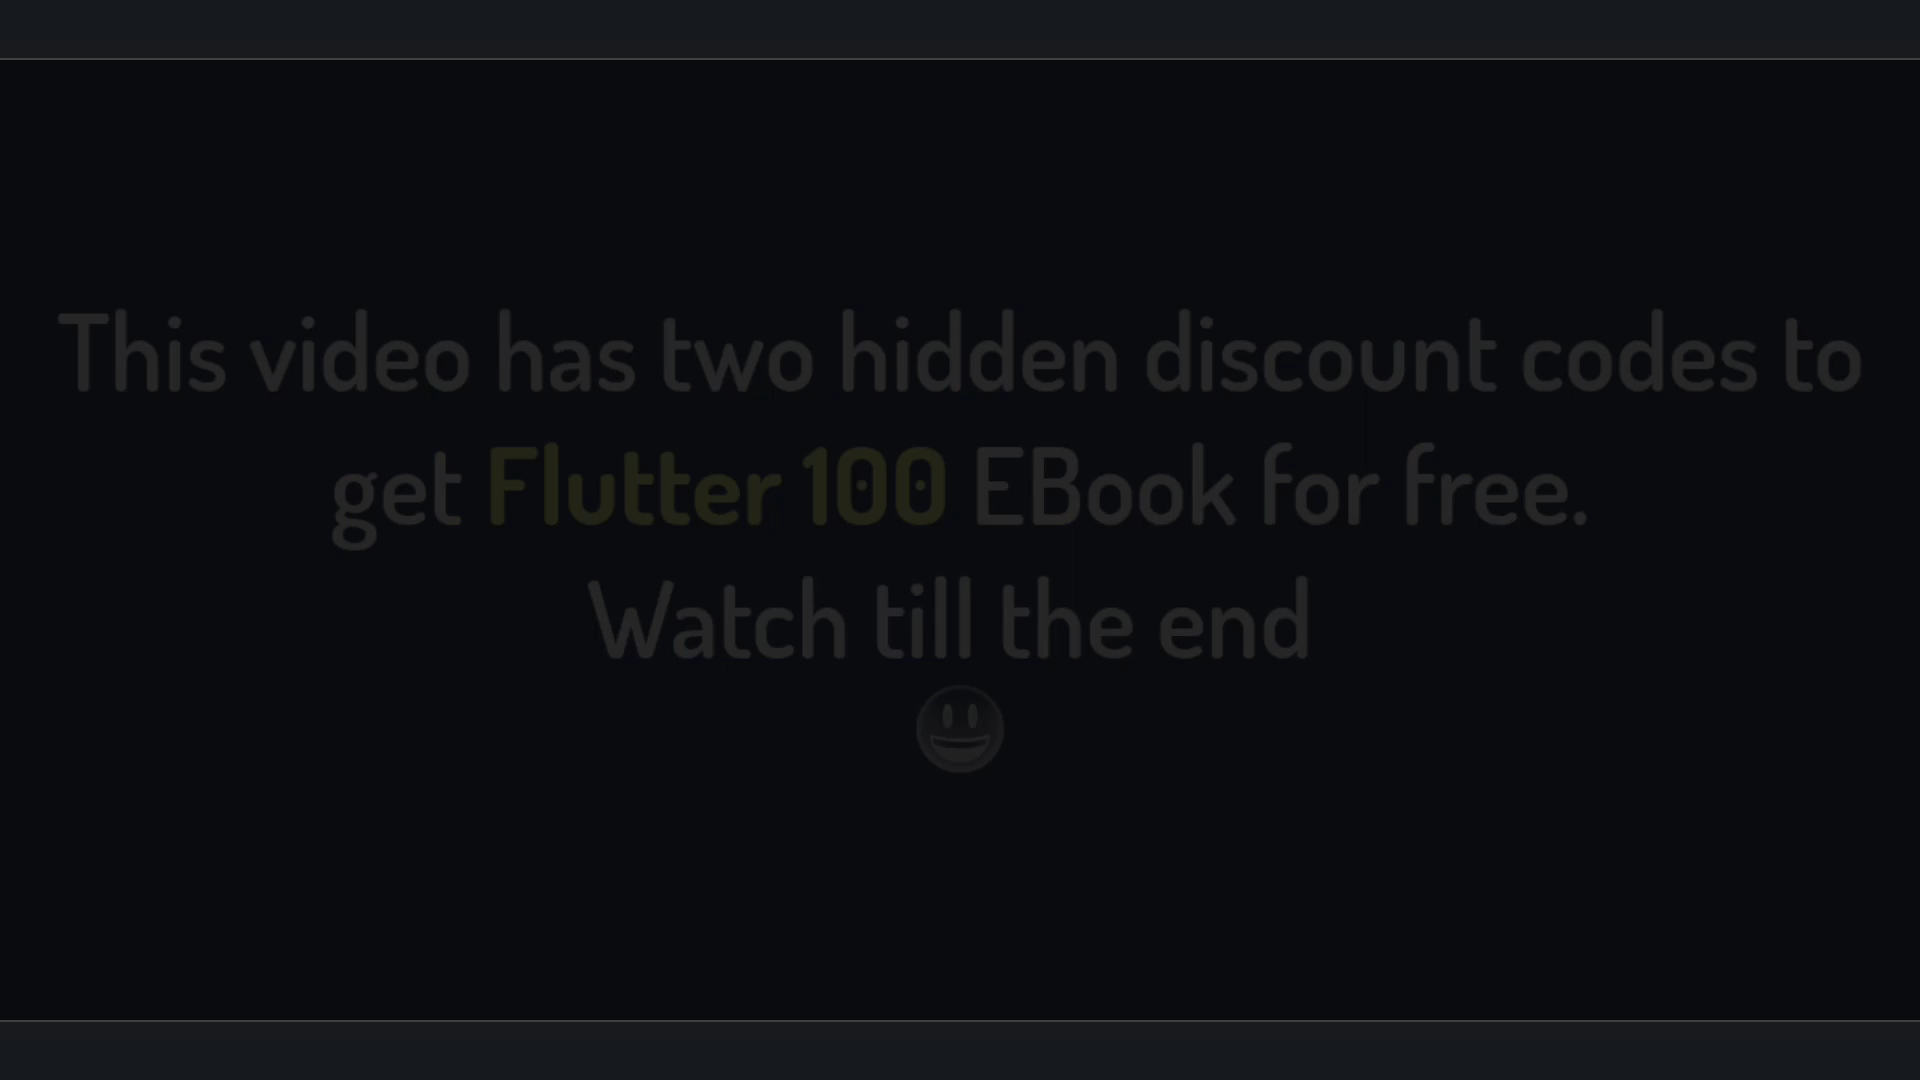 This video has two hidden discount codes to
get Flutter 100 EBook for free.
Watch till the end
😃